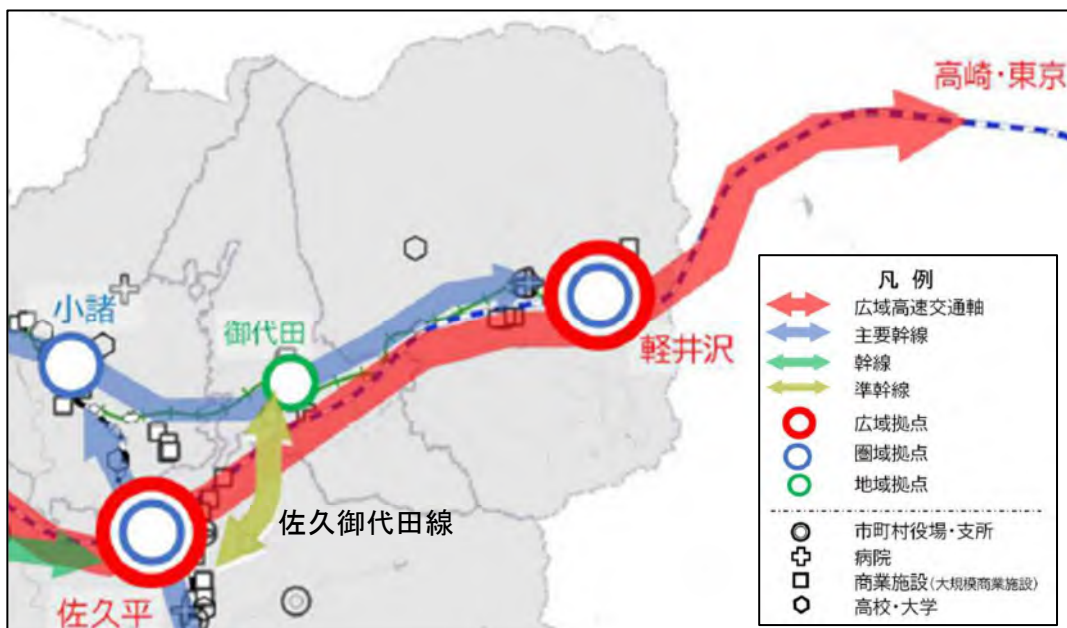 高崎・東京
小諸
御代田
軽井沢
佐久御代田線
佐久平
凡 例
広域高速交通軸
主要幹線
幹線
準幹線
広域拠点
圏域拠点
地域拠点
市町村役場・支所
病院
商業施設(大規模商業施設)
高校・大学